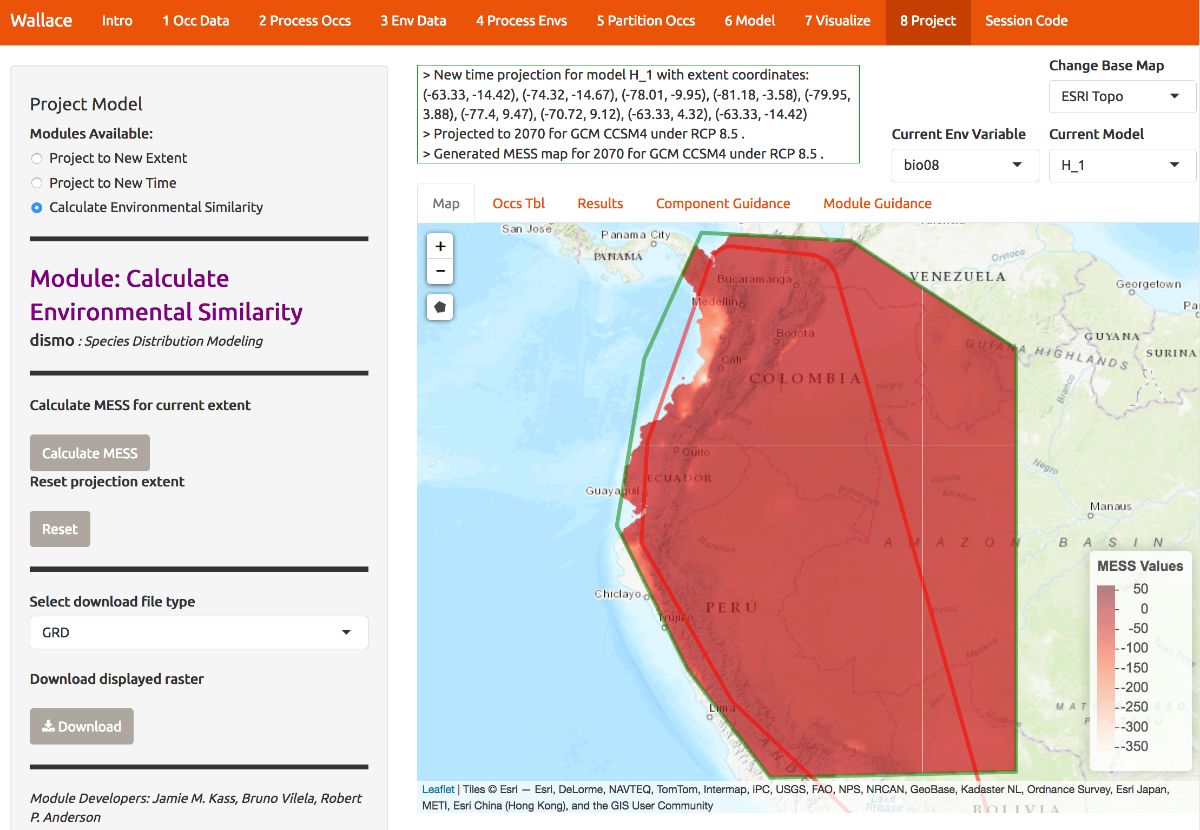 Wallace Intro 1 Occ Data 2 Process Occs 3 Env Data 4 Process Envs 5 Partition Occs 6 Model 7 Visualize 8 Project Session Code
Project Model
Modules Available:
Project to New Extent
Project to New Time
Calculate Environmental Similarity
Module: Calculate
Environmental Similarity
dismo : Species Distribution Modeling
Calculate MESS for current extent
Calculate MESS
Reset projection extent
Reset
Select download file type
GRD
Download displayed raster
Download
Module Developers: Jamie M. Kass, Bruno Vilela, Robert
P. Anderson
> New time projection for model H_1 with extent coordinates:
(-63.33, -14.42), (-74.32, -14.67), (-78.01, -9.95), (-81.18, -3.58), (-79.95,
3.88), (-77.4, 9.47), (-70.72, 9.12), (-63.33, 4.32), (-63.33, -14.42)
> Projected to 2070 for GCM CCSM4 under RCP 8.5 .
> Generated MESS map for 2070 for GCM CCSM4 under RCP 8.5 .
Change Base Map
ESRI Topo
Current Env Variable
bio08
Current Model
H_1
Map Occs Tbl Results Component Guidance Module Guidance
+
−
San Jose
Panama City
PANAMA
Bucaramanga
VENEZUELA
Orinoco
Georgetown
Medellin
Bogota
GUYANA
SURINA
GUIANA HIGHLANDS
Cali
COLOMBIA
Negro
Branco
Vaupes
Quito
ECUADOR
Guayaquil
Negro
Japura
Amazon
Putumayo
Manaus
Maranon
AMAZON BASIN
Chiclayo
PERÚ
Trujillo
Madeira
Lima
AND
MESS Values
50
0
-50
-100
-150
-200
-250
-300
-350
Leaflet | Tiles © Esri — Esri, DeLorme, NAVTEQ, TomTom, Intermap, iPC, USGS, FAO, NPS, NRCAN, GeoBase, Kadaster NL, Ordnance Survey, Esri Japan,
METI, Esri China (Hong Kong), and the GIS User Community
BOLIVIA